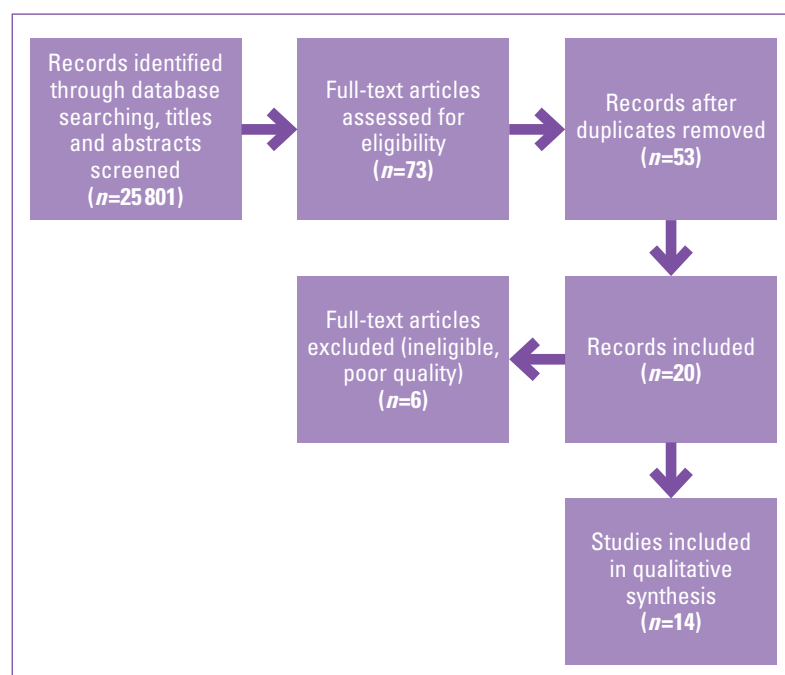 Records identified
through database
searching, titles
and abstracts
screened
(n=25 801)
Full-text articles
assessed for
eligibility
(n=73)
Records after
duplicates removed
(n=53)
Full-text articles
excluded (ineligible,
poor quality)
(n=6)
Records included
(n=20)
Studies included
in qualitative
synthesis
(n=14)